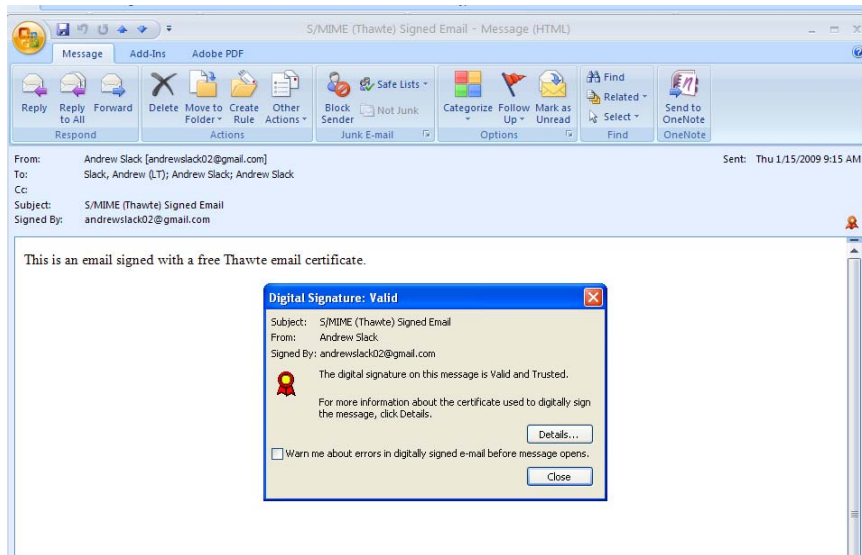 S/MIME (Thawte) Signed Email - Message (HTML)
Message Add-Ins Adobe PDF
Reply Reply to All Forward Delete Move to Folder Create Rule Other Actions Block Sender Safe Lists Not Junk Categorize Follow Up Mark as Unread Find Related Select Send to OneNote
Respond Actions Junk E-mail Options Find OneNote
From: Andrew Slack [andrewslack02@gmail.com] Sent: Thu 1/15/2009 9:15 AM
To: Slack, Andrew (LT); Andrew Slack; Andrew Slack
Cc:
Subject: S/MIME (Thawte) Signed Email
Signed By: andrewslack02@gmail.com
This is an email signed with a free Thawte email certificate.
Digital Signature: Valid
Subject: S/MIME (Thawte) Signed Email
From: Andrew Slack
Signed By: andrewslack02@gmail.com
The digital signature on this message is Valid and Trusted.
For more information about the certificate used to digitally sign
the message, click Details.
Details...
Warn me about errors in digitally signed e-mail before message opens.
Close